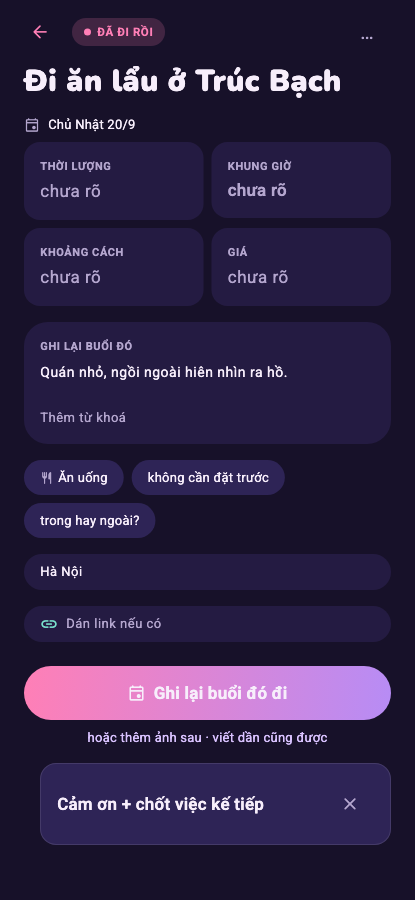 ĐÃ ĐI RỒI
...
Đi ăn lẩu ở Trúc Bạch
Chủ Nhật 20/9
THỜI LƯỢNG
chưa rõ
KHUNG GIỜ
chưa rõ
KHOẢNG CÁCH
chưa rõ
GIÁ
chưa rõ
GHI LẠI BUỔI ĐÓ
Quán nhỏ, ngồi ngoài hiên nhìn ra hồ.
Thêm từ khoá
Ăn uống
không cần đặt trước
trong hay ngoài?
Hà Nội
Dán link nếu có
Ghi lại buổi đó đi
hoặc thêm ảnh sau · viết dần cũng được
Cảm ơn + chốt việc kế tiếp